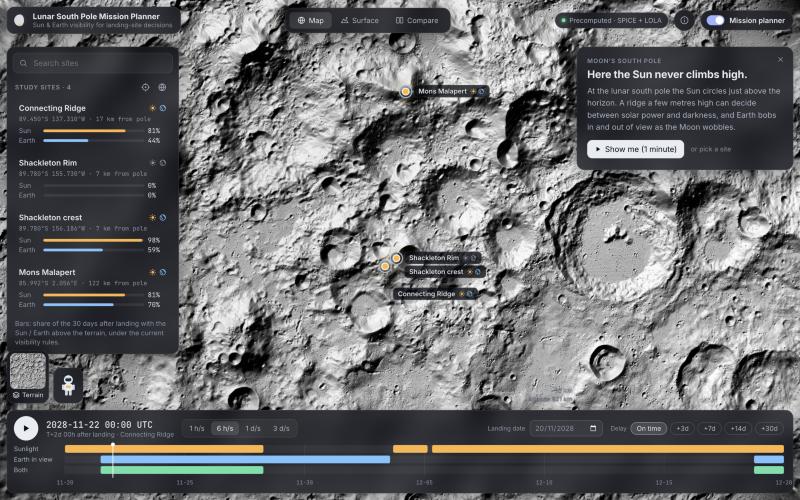 Lunar South Pole Mission Planner
Sun & Earth visibility for landing-site decisions
Map
Surface
Compare
Precomputed · SPICE + LOLA
Mission planner
Search sites
STUDY SITES · 4
Connecting Ridge
89.450°S 137.310°W · 17 km from pole
Sun 81%
Earth 44%
Shackleton Rim
89.780°S 155.730°W · 7 km from pole
Sun 0%
Earth 0%
Shackleton crest
89.780°S 156.186°W · 7 km from pole
Sun 98%
Earth 59%
Mons Malapert
85.992°S 2.056°E · 122 km from pole
Sun 81%
Earth 70%
Bars: share of the 30 days after landing with the
Sun / Earth above the terrain, under the current
visibility rules.
Terrain
Mons Malapert
Shackleton Rim
Shackleton crest
Connecting Ridge
MOON'S SOUTH POLE
Here the Sun never climbs high.
At the lunar south pole the Sun circles just above the
horizon. A ridge a few metres high can decide
between solar power and darkness, and Earth bobs
in and out of view as the Moon wobbles.
Show me (1 minute)
or pick a site
2028-11-22 00:00 UTC
T+2d 00h after landing · Connecting Ridge
1 h/s
6 h/s
1 d/s
3 d/s
Landing date 20/11/2028
Delay On time +3d +7d +14d +30d
Sunlight
Earth in view
Both
11-20 11-25 11-30 12-05 12-10 12-15 12-20